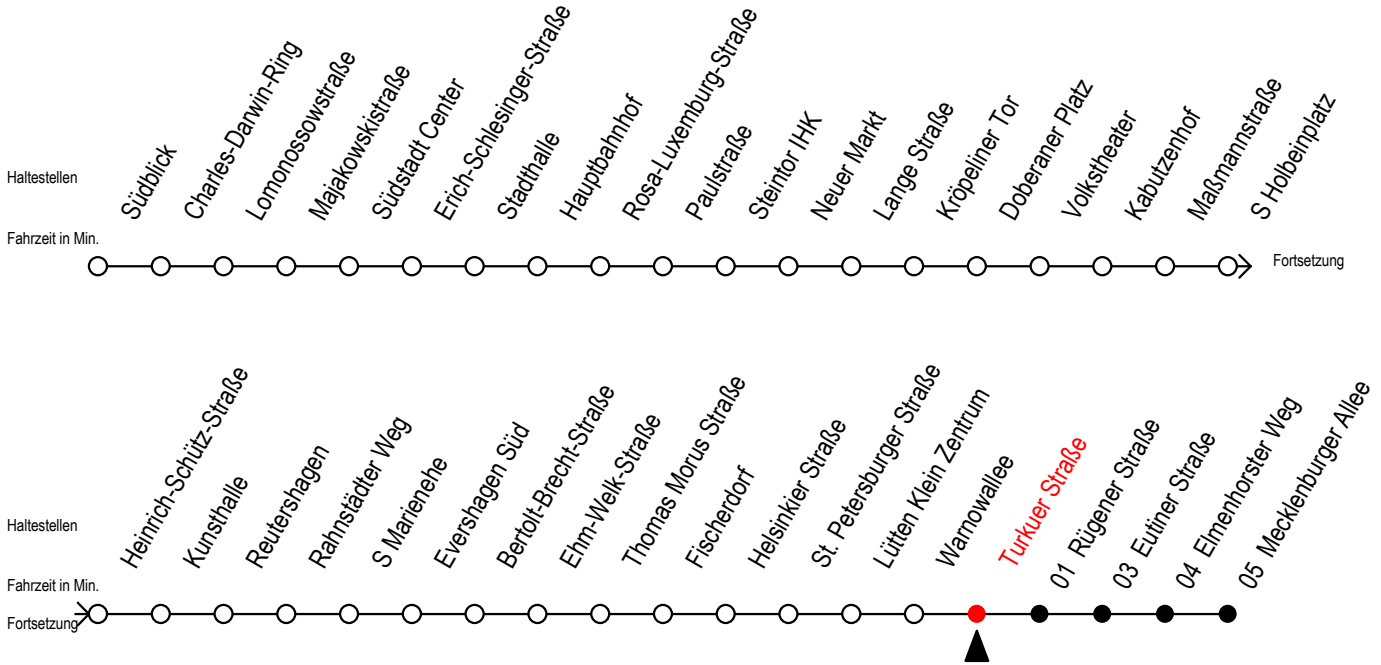 Haltestellen
Südblick
Charles-Darwin-Ring
Lomonossowstraße
Majakowskistraße
Südstadt Center
Erich-Schlesinger-Straße
Stadthalle
Hauptbahnhof
Rosa-Luxemburg-Straße
Paulstraße
Steintor IHK
Neuer Markt
Lange Straße
Kröpeliner Tor
Doberaner Platz
Volkstheater
Kabutzenhof
Maßmannstraße
S Holbeinplatz
Fahrzeit in Min.
Fortsetzung
Haltestellen
Heinrich-Schütz-Straße
Kunsthalle
Reutershagen
Rahnstädter Weg
S Marienehe
Evershagen Süd
Bertolt-Brecht-Straße
Ehm-Welk-Straße
Thomas Morus Straße
Fischerdorf
Helsinkier Straße
St. Petersburger Straße
Lütten Klein Zentrum
Warnowallee
Turkuer Straße
01 Rügener Straße
03 Eutiner Straße
04 Elmenhorster Weg
05 Mecklenburger Allee
Fahrzeit in Min.
Fortsetzung